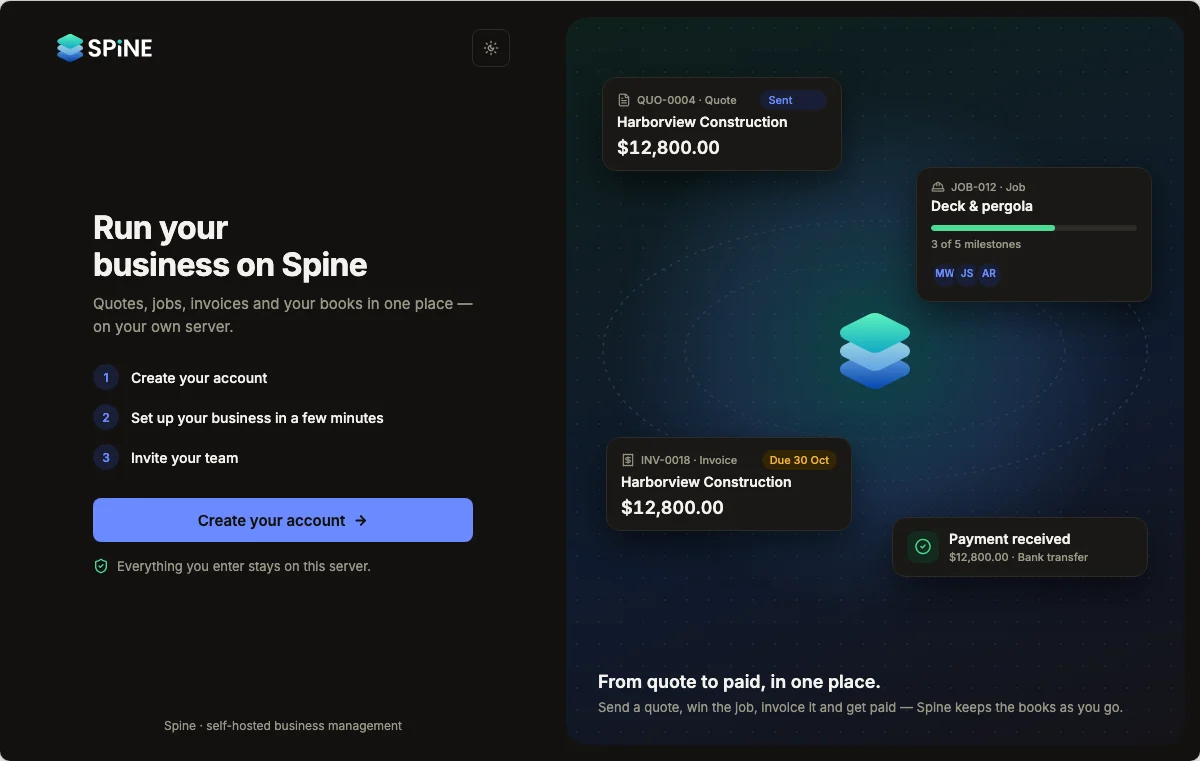 SPiNE
Run your
business on Spine
Quotes, jobs, invoices and your books in one place —
on your own server.
1 Create your account
2 Set up your business in a few minutes
3 Invite your team
Create your account →
Everything you enter stays on this server.
Spine · self-hosted business management
QUO-0004 · Quote Sent
Harborview Construction
$12,800.00
JOB-012 · Job
Deck & pergola
3 of 5 milestones
MW JS AR
INV-0018 · Invoice Due 30 Oct
Harborview Construction
$12,800.00
Payment received
$12,800.00 · Bank transfer
From quote to paid, in one place.
Send a quote, win the job, invoice it and get paid — Spine keeps the books as you go.